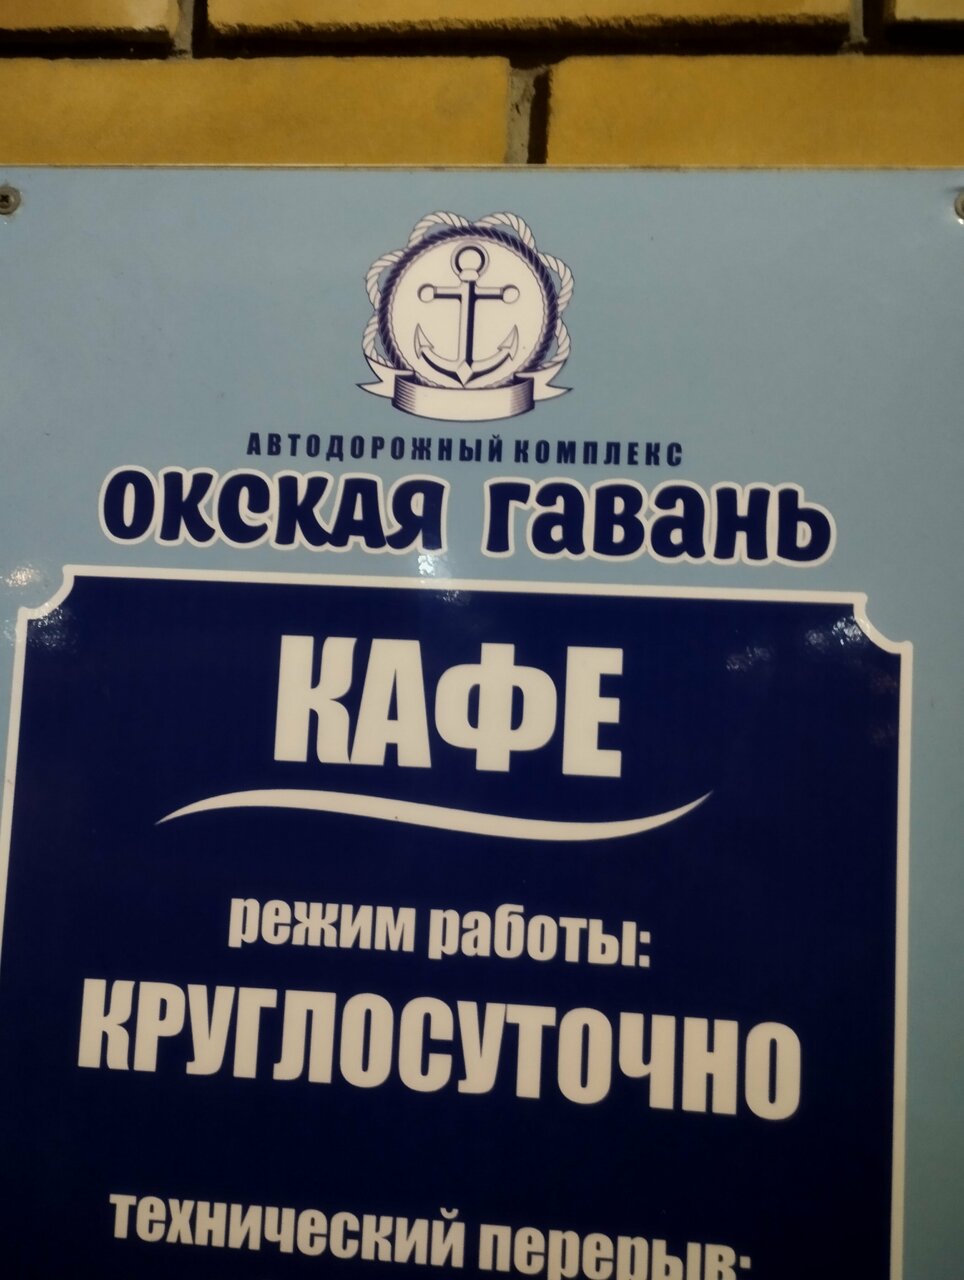 АВТОДОРОЖНЫЙ КОМПЛЕКС
ОКСКАЯ ГАВАНЬ
КАФЕ
режим работы:
КРУГЛОСУТОЧНО
технический перерыв: